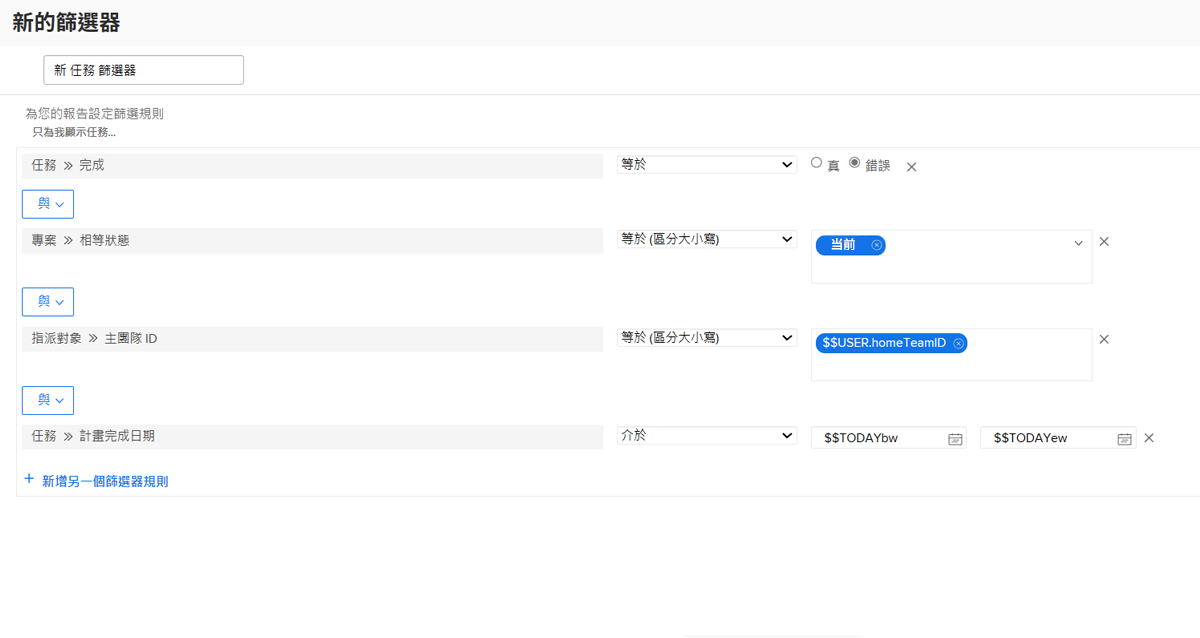 新的篩選器
新 任務 篩選器
為您的報告設定篩選規則
只為我顯示任務...
任務 >> 完成 等於 真 錯誤
與
專案 >> 相等狀態 等於 (區分大小寫) 当前
與
指派對象 >> 主團隊 ID 等於 (區分大小寫) $$USER.homeTeamID
與
任務 >> 計畫完成日期 介於 $$TODAYbw $$TODAYew
+ 新增另一個篩選器規則